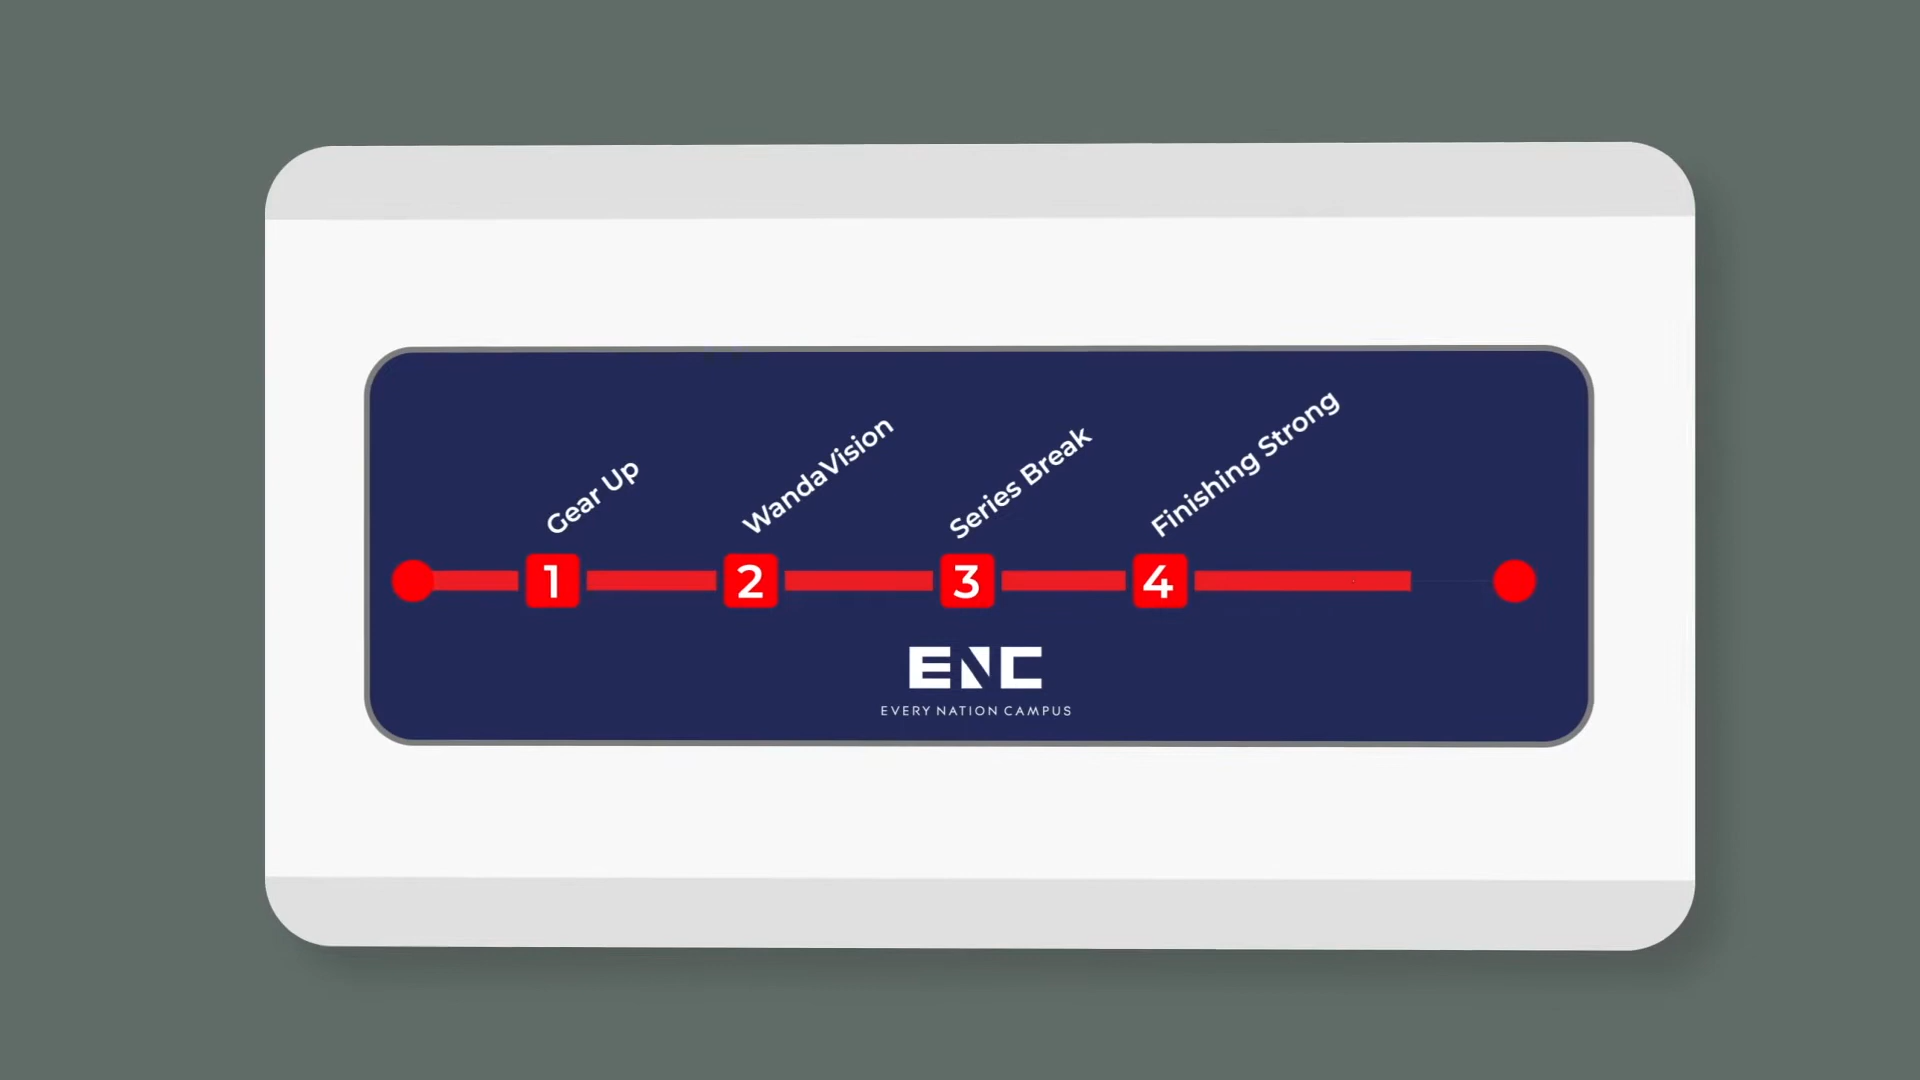 Gear Up
WandaVision
Series Break
Finishing Strong
1
2
3
4
ENC
EVERY NATION CAMPUS